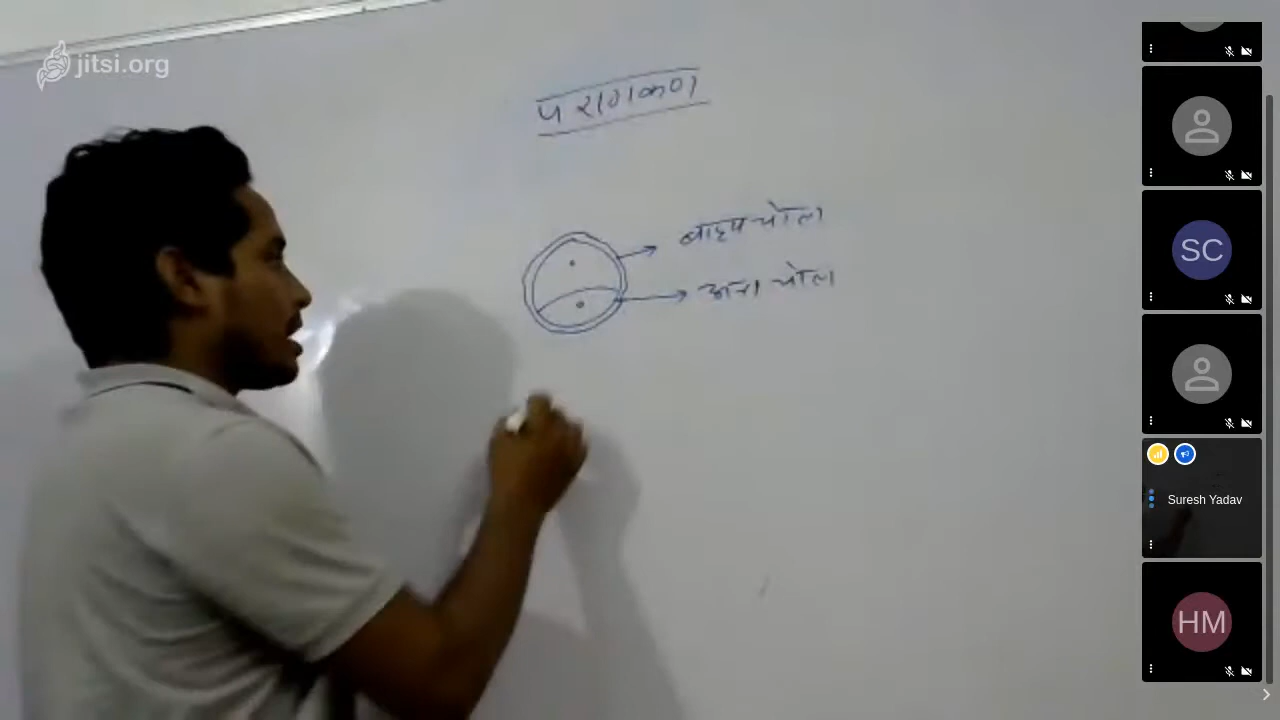 jitsi.org
परागकण
बाह्य चोल
अन्तः चोल
SC
Suresh Yadav
HM